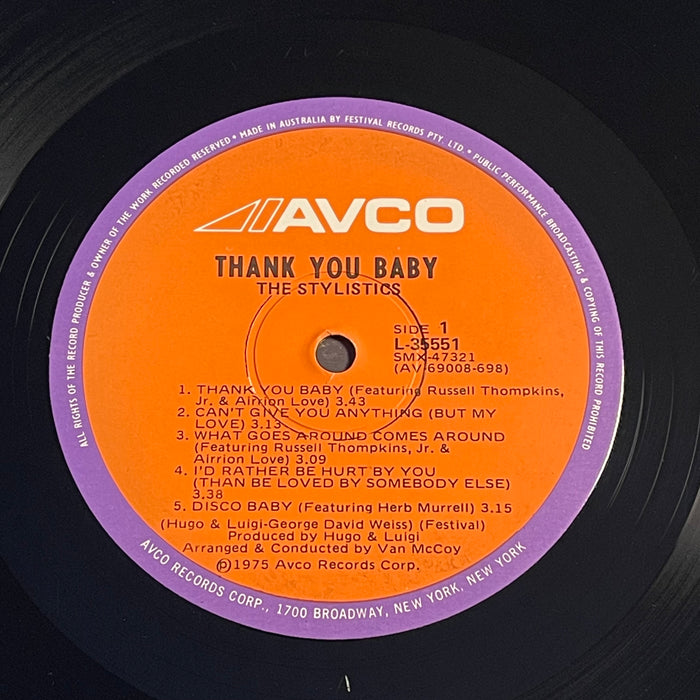 ALL RIGHTS OF THE RECORD PRODUCER & OWNER OF THE WORK RECORDED RESERVED • MADE IN AUSTRALIA BY FESTIVAL RECORDS PTY. LTD. • PUBLIC PERFORMANCE BROADCASTING & COPYING OF THIS RECORD PROHIBITED
AVCO
THANK YOU BABY
THE STYLISTICS
SIDE 1
L-35551
SMX-47321
(AV-69008-698)
1. THANK YOU BABY (Featuring Russell Thompkins,
Jr. & Airrion Love) 3.43
2. CAN'T GIVE YOU ANYTHING (BUT MY
LOVE) 3.13
3. WHAT GOES AROUND COMES AROUND
(Featuring Russell Thompkins, Jr. &
Airrion Love) 3.09
4. I'D RATHER BE HURT BY YOU
(THAN BE LOVED BY SOMEBODY ELSE)
3.38
5. DISCO BABY (Featuring Herb Murrell) 3.15
(Hugo & Luigi-George David Weiss) (Festival)
Produced by Hugo & Luigi
Arranged & Conducted by Van McCoy
℗1975 Avco Records Corp.
AVCO RECORDS CORP., 1700 BROADWAY, NEW YORK, NEW YORK